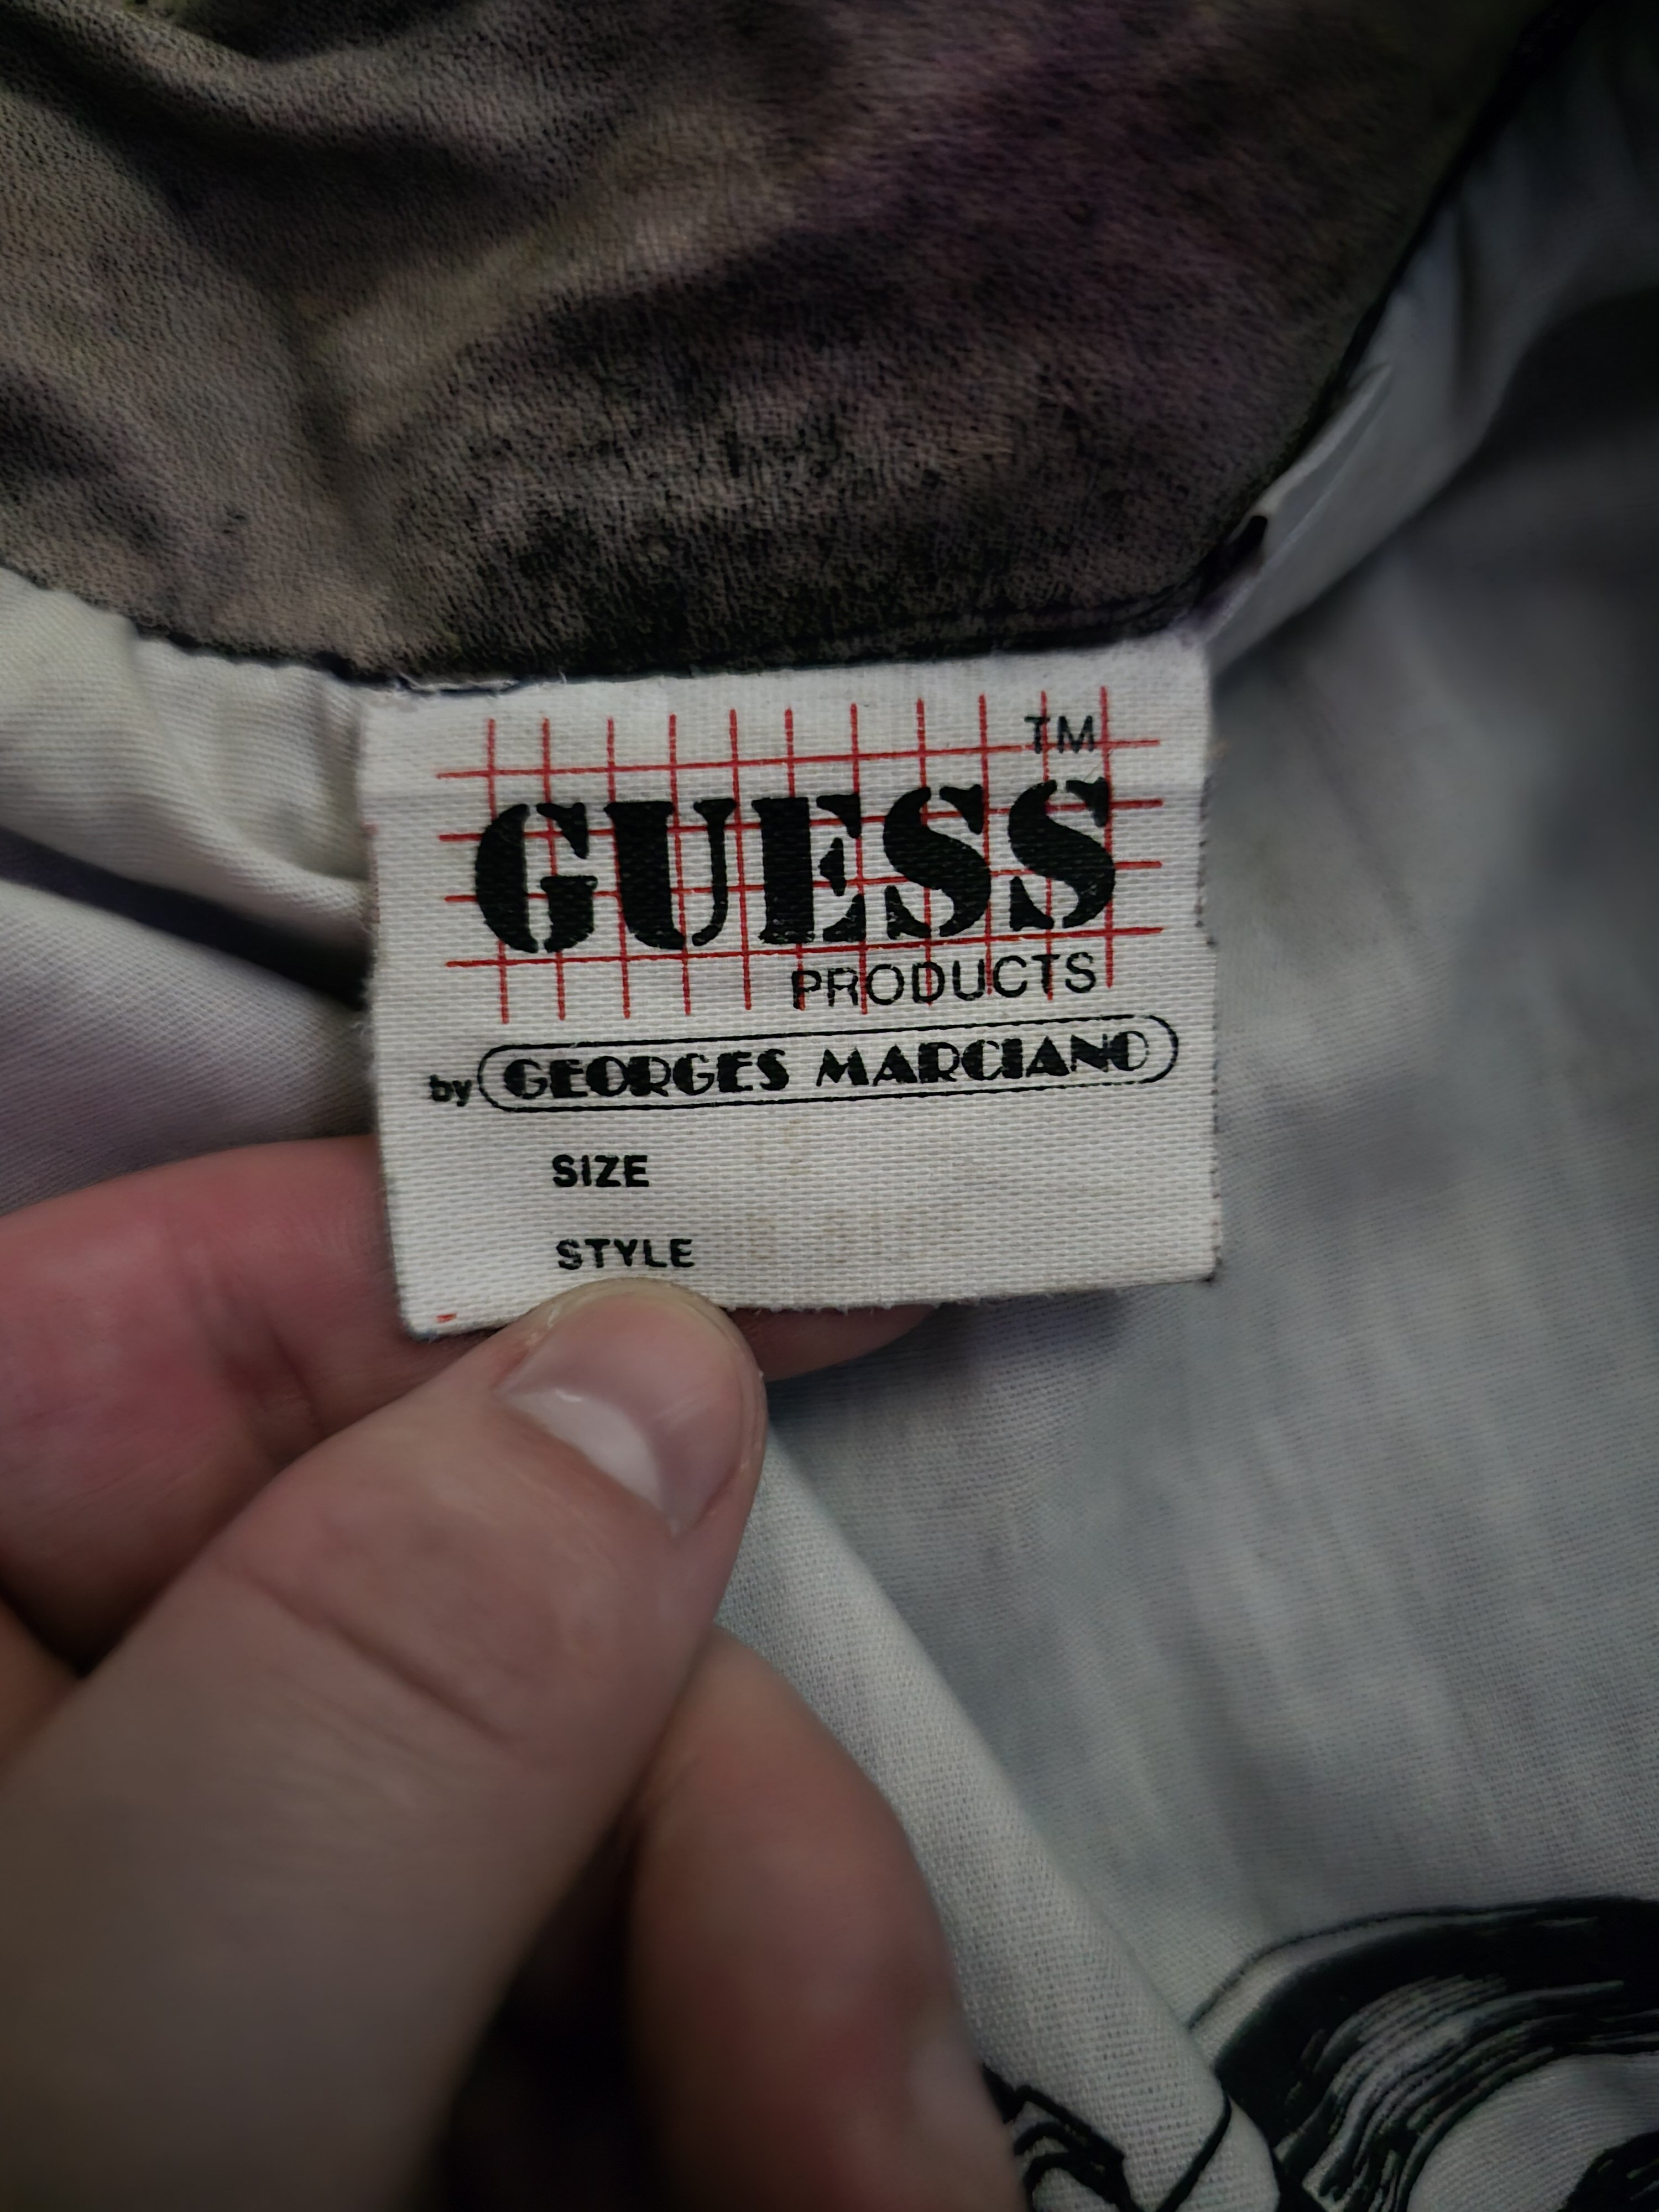 TM
GUESS
PRODUCTS
by GEORGES MARCIANO
SIZE
STYLE